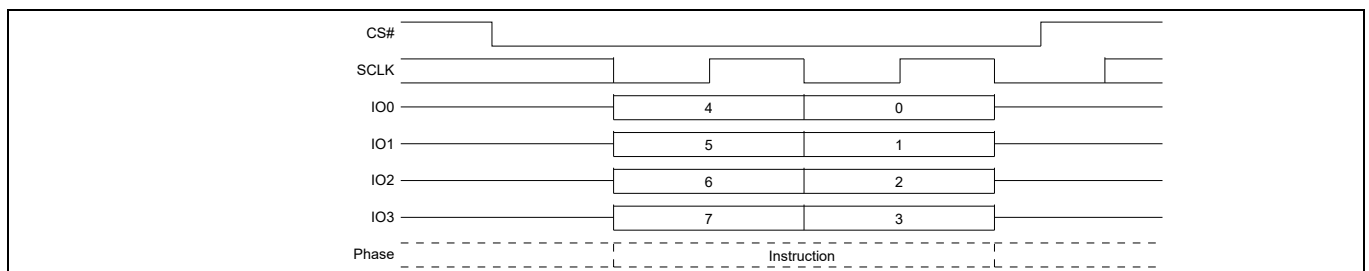 CS#
SCLK
IO0 4 0
IO1 5 1
IO2 6 2
IO3 7 3
Phase Instruction